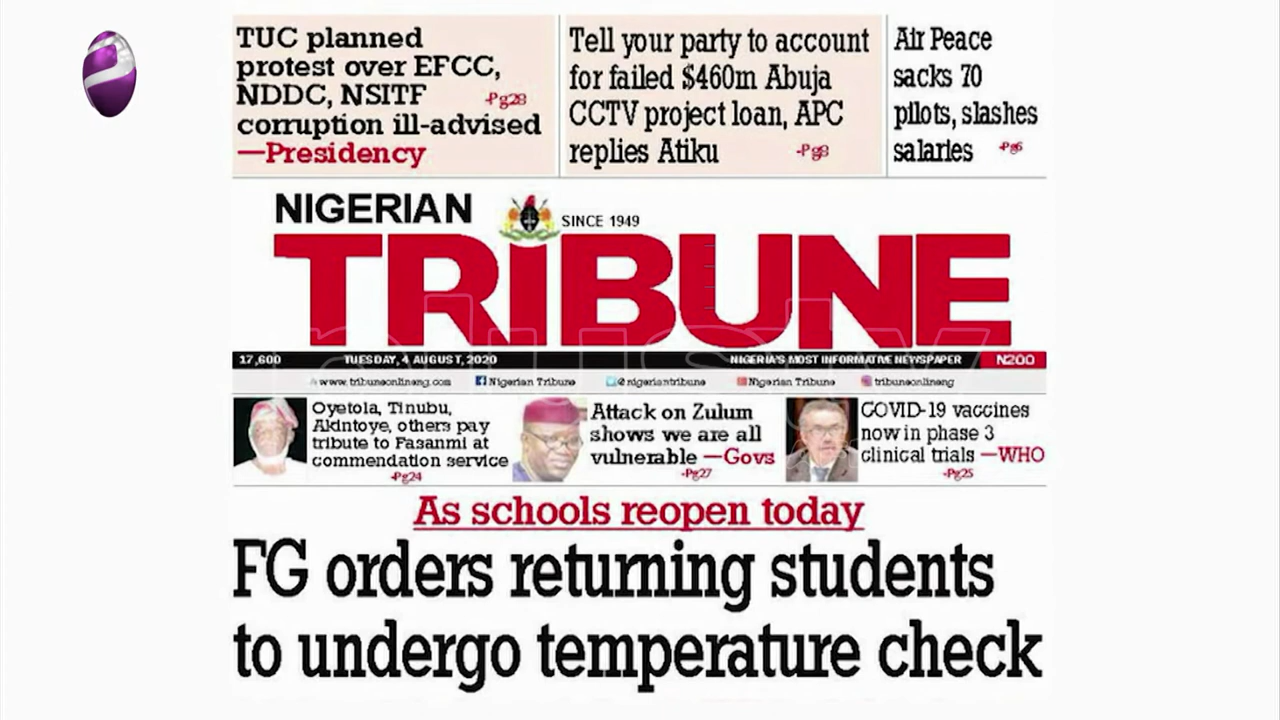 TUC planned
protest over EFCC,
NDDC, NSITF -Pg28
corruption ill-advised
—Presidency
Tell your party to account
for failed $460m Abuja
CCTV project loan, APC
replies Atiku -Pg8
Air Peace
sacks 70
pilots, slashes
salaries -Pg6
NIGERIAN
SINCE 1949
TRIBUNE
17,600 TUESDAY, 4 AUGUST, 2020 NIGERIA'S MOST INFORMATIVE NEWSPAPER N200
www.tribuneonlineng.com Nigerian Tribune @nigeriantribune Nigerian Tribune tribuneonlineng
Oyetola, Tinubu,
Akintoye, others pay
tribute to Fasanmi at
commendation service
-Pg24
Attack on Zulum
shows we are all
vulnerable —Govs
-Pg27
COVID-19 vaccines
now in phase 3
clinical trials —WHO
-Pg25
As schools reopen today
FG orders returning students
to undergo temperature check